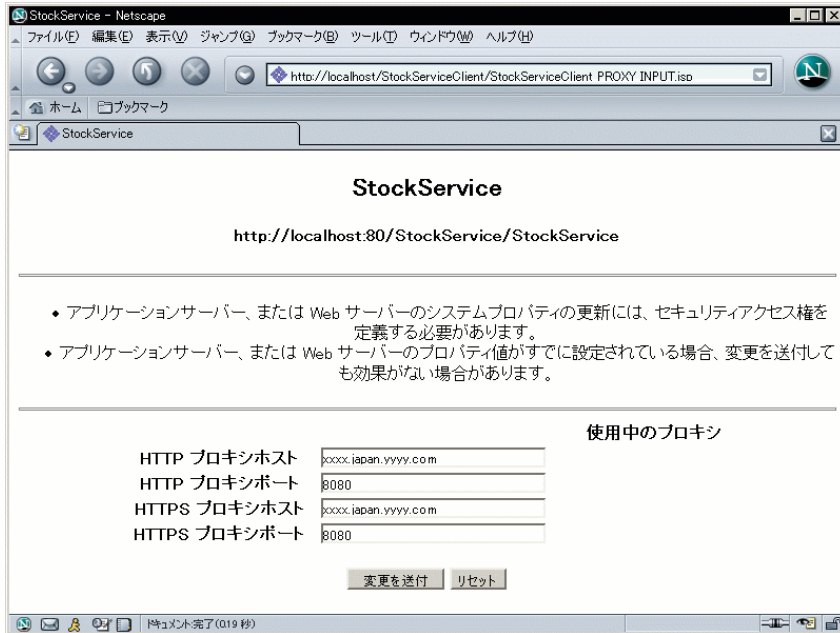 StockService - Netscape
ファイル(F) 編集(E) 表示(V) ジャンプ(G) ブックマーク(B) ツール(T) ウィンドウ(W) ヘルプ(H)
http://localhost/StockServiceClient/StockServiceClient PROXY INPUT.jsp
ホーム ブックマーク
StockService
StockService
http://localhost:80/StockService/StockService
• アプリケーションサーバー、または Web サーバーのシステムプロパティの更新には、セキュリティアクセス権を
定義する必要があります。
• アプリケーションサーバー、または Web サーバーのプロパティ値がすでに設定されている場合、変更を送付して
も効果がない場合があります。
使用中のプロキシ
HTTP プロキシホスト xxxx.japan.yyyy.com
HTTP プロキシポート 8080
HTTPS プロキシホスト xxxx.japan.yyyy.com
HTTPS プロキシポート 8080
変更を送付 リセット
ドキュメント:完了(0.19 秒)